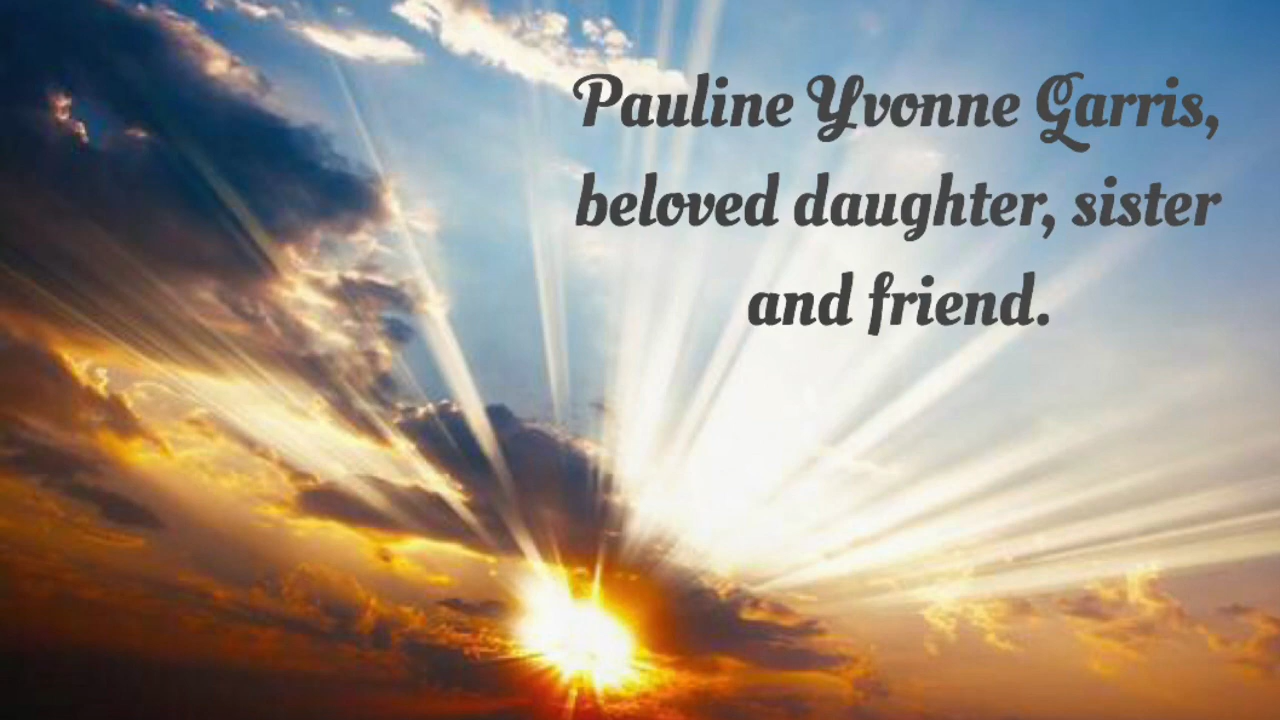 Pauline Yvonne Garris,
beloved daughter, sister
and friend.